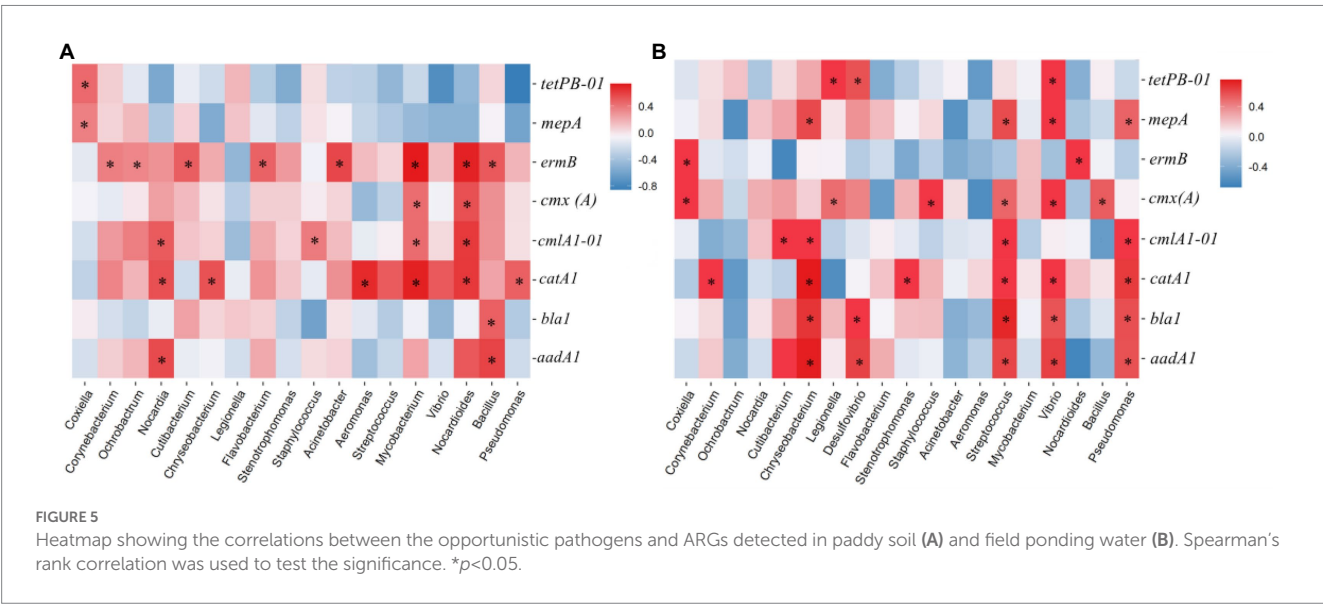 A
B
* - tetPB-01
* - mepA
* * * * * * * * - ermB
* * - cmx (A)
* * * * - cmlA1-01
* * * * * * - catA1
* - bla1
* * - aadA1
0.4
0.0
-0.4
-0.8
Coxiella
Corynebacterium
Ochrobactrum
Nocardia
Cutibacterium
Chryseobacterium
Legionella
Flavobacterium
Stenotrophomonas
Staphylococcus
Acinetobacter
Aeromonas
Streptococcus
Mycobacterium
Vibrio
Nocardioides
Bacillus
Pseudomonas
* * * - tetPB-01
* * * * - mepA
* * - ermB
* * * * * * - cmx(A)
* * * * - cmlA1-01
* * * * * * - catA1
* * * * * - bla1
* * * * * - aadA1
0.4
0.0
-0.4
Coxiella
Corynebacterium
Ochrobactrum
Nocardia
Cutibacterium
Chryseobacterium
Legionella
Desulfovibrio
Flavobacterium
Stenotrophomonas
Staphylococcus
Acinetobacter
Aeromonas
Streptococcus
Mycobacterium
Vibrio
Nocardioides
Bacillus
Pseudomonas
FIGURE 5
Heatmap showing the correlations between the opportunistic pathogens and ARGs detected in paddy soil (A) and field ponding water (B). Spearman’s
rank correlation was used to test the significance. *p<0.05.